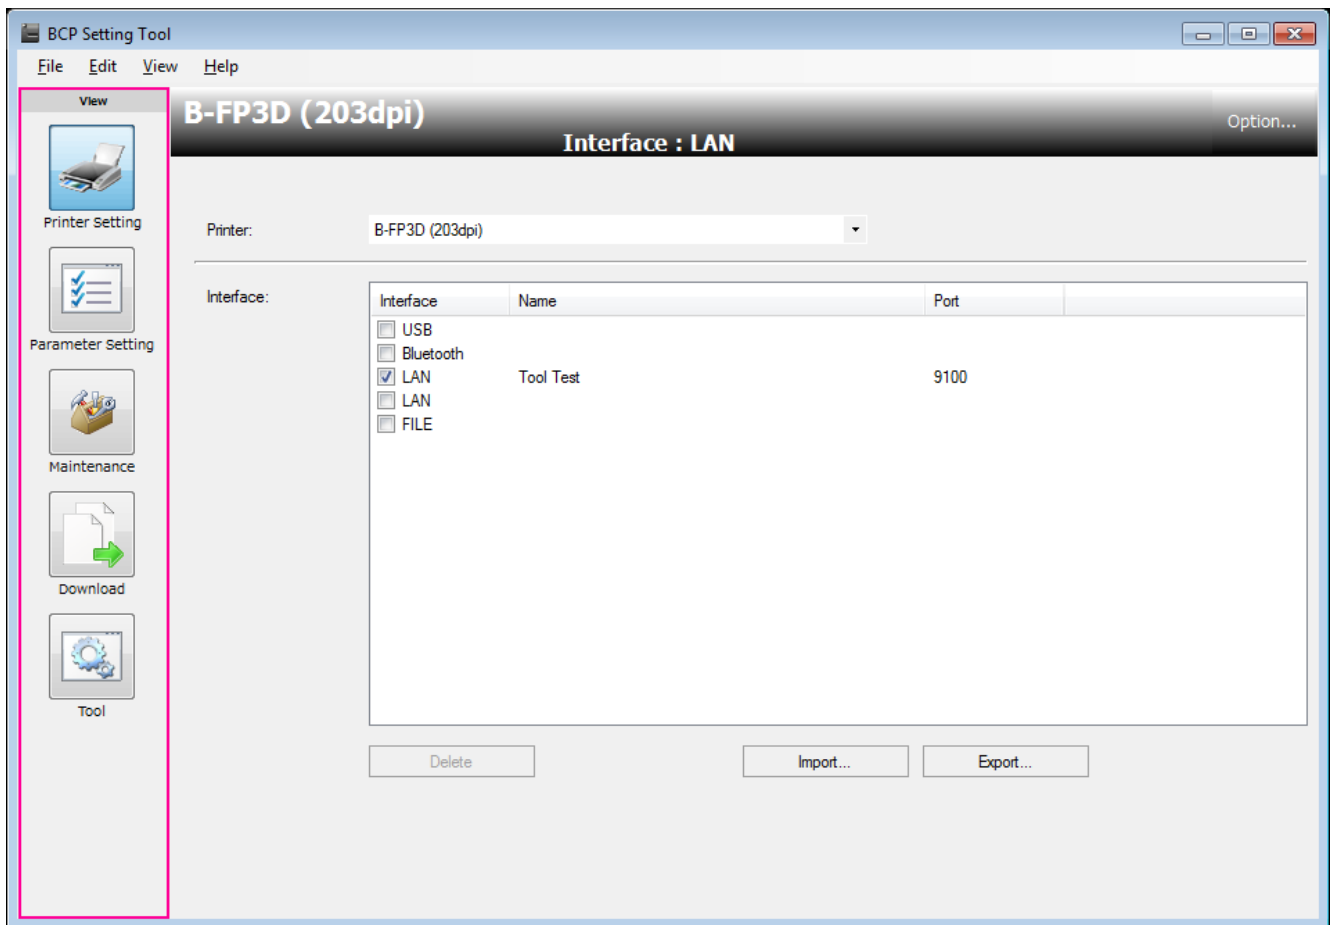 BCP Setting Tool
File Edit View Help
View
Printer Setting
Parameter Setting
Maintenance
Download
Tool
B-FP3D (203dpi)
Interface : LAN
Option...
Printer: B-FP3D (203dpi)
Interface:
Interface Name Port
USB
Bluetooth
LAN Tool Test 9100
LAN
FILE
Delete Import... Export...